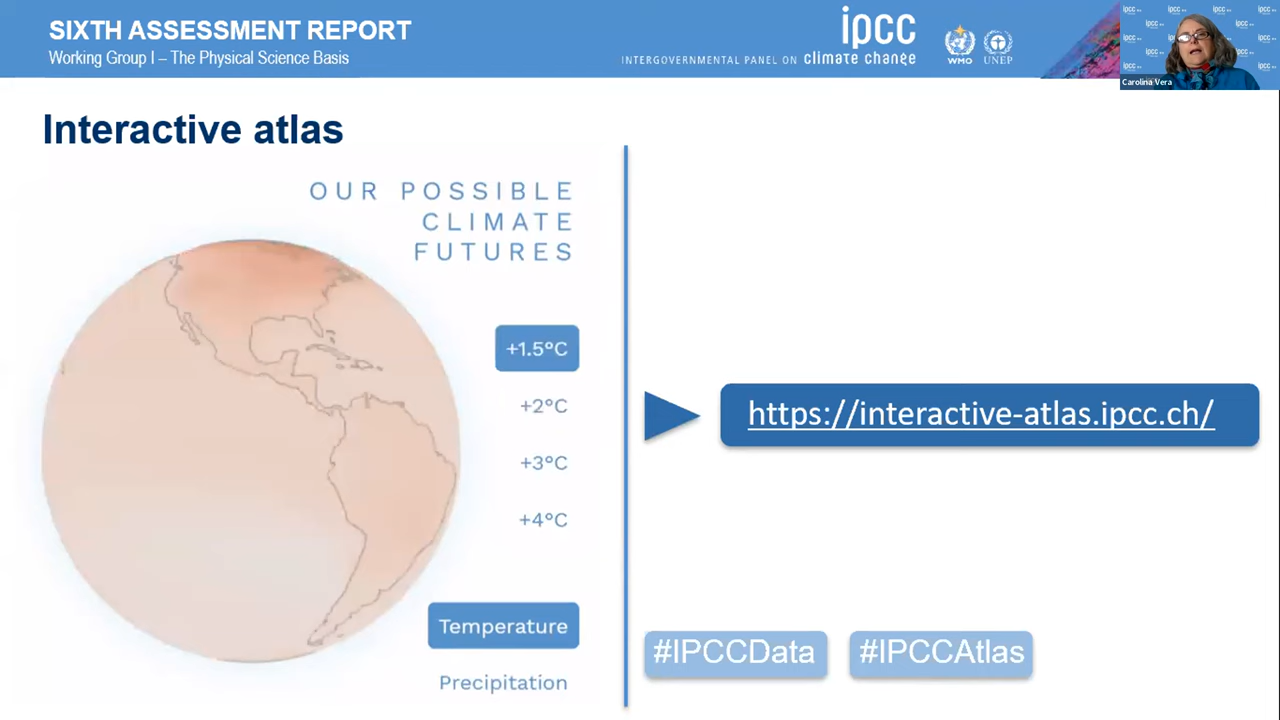 SIXTH ASSESSMENT REPORT
Working Group I – The Physical Science Basis
ipcc
INTERGOVERNMENTAL PANEL ON climate change
WMO
UNEP
Carolina Vera
Interactive atlas
OUR POSSIBLE
CLIMATE
FUTURES
+1.5°C
+2°C
+3°C
+4°C
Temperature
Precipitation
https://interactive-atlas.ipcc.ch/
#IPCCData #IPCCAtlas